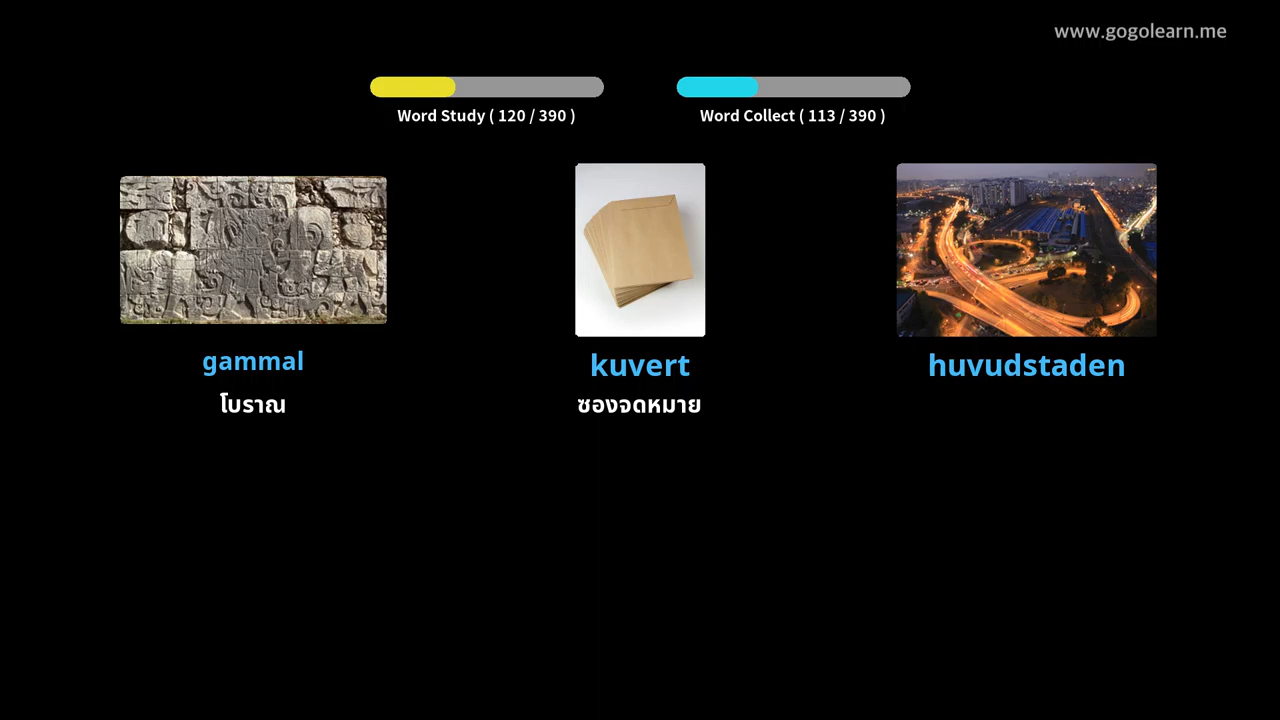 www.gogolearn.me
Word Study ( 120 / 390 )
Word Collect ( 113 / 390 )
gammal
kuvert
huvudstaden
โบราณ
ซองจดหมาย